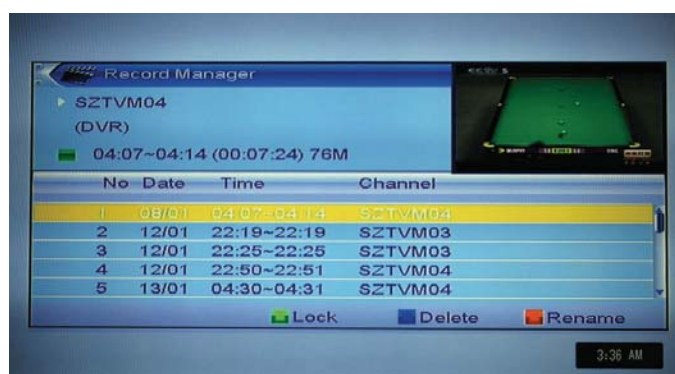 Record Manager
SZTVM04
(DVR)
04:07~04:14 (00:07:24) 76M
No Date Time Channel
1 08/01 04:07~04:14 SZTVM04
2 12/01 22:19~22:19 SZTVM03
3 12/01 22:25~22:25 SZTVM03
4 12/01 22:50~22:51 SZTVM04
5 13/01 04:30~04:31 SZTVM04
Lock Delete Rename
3:36 AM